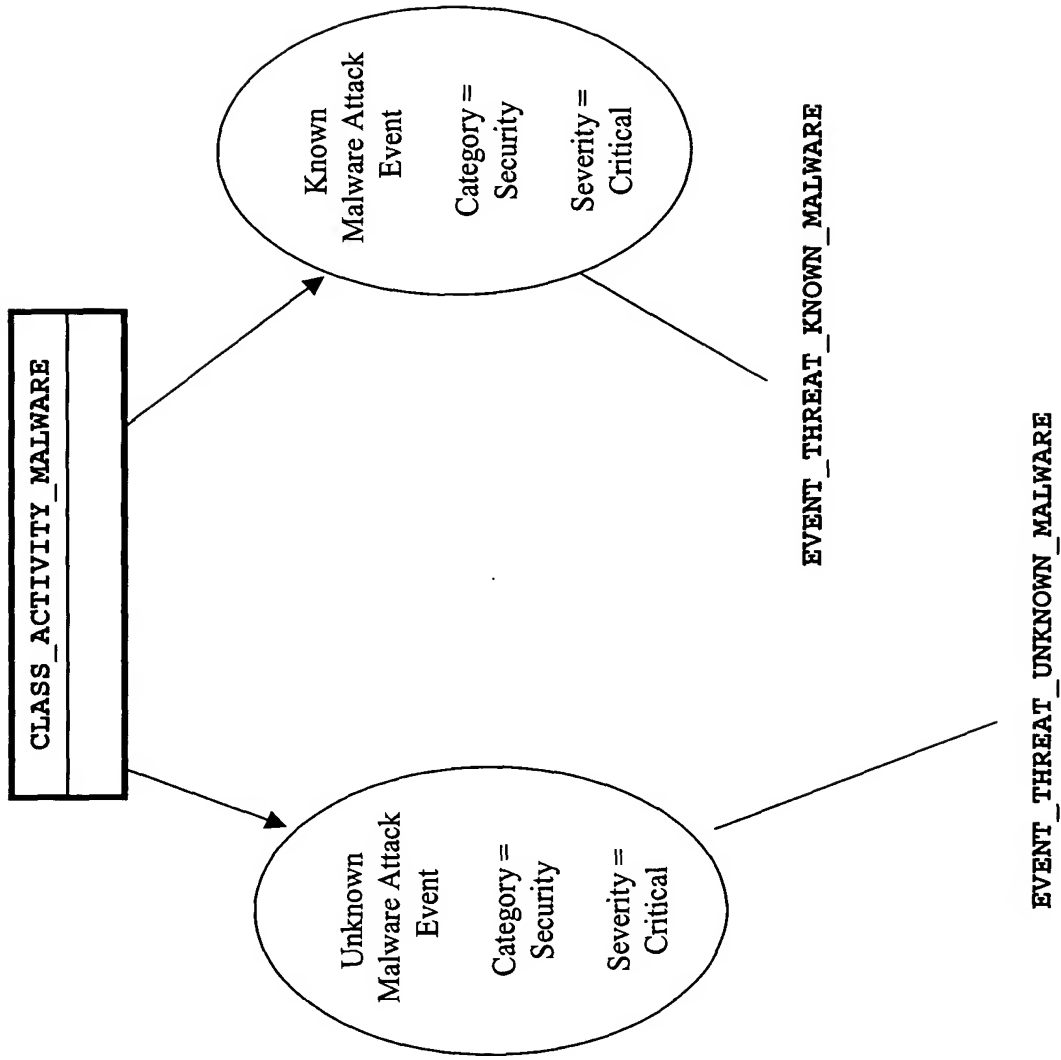 CLASS_ACTIVITY_MALWARE
Unknown
Malware Attack
Event
Category =
Security
Severity =
Critical
Known
Malware Attack
Event
Category =
Security
Severity =
Critical
EVENT_THREAT_KNOWN_MALWARE
EVENT_THREAT_UNKNOWN_MALWARE